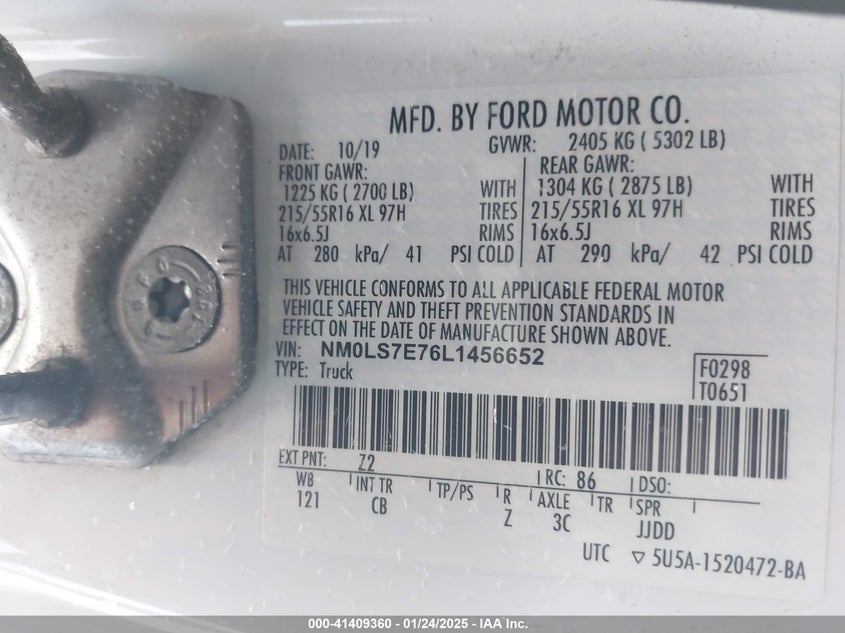 MFD. BY FORD MOTOR CO.
DATE: 10/19 GVWR: 2405 KG ( 5302 LB)
FRONT GAWR: REAR GAWR:
1225 KG ( 2700 LB) WITH 1304 KG ( 2875 LB) WITH
215/55R16 XL 97H TIRES 215/55R16 XL 97H TIRES
16x6.5J RIMS 16x6.5J RIMS
AT 280 kPa/ 41 PSI COLD AT 290 kPa/ 42 PSI COLD
THIS VEHICLE CONFORMS TO ALL APPLICABLE FEDERAL MOTOR
VEHICLE SAFETY AND THEFT PREVENTION STANDARDS IN
EFFECT ON THE DATE OF MANUFACTURE SHOWN ABOVE.
VIN: NM0LS7E76L1456652
TYPE: Truck
F0298
T0651
EXT PNT: Z2 RC: 86 DSO:
WB INT TR TP/PS R AXLE TR SPR
121 CB Z 3C JJDD
UTC ▽ 5U5A-1520472-BA
000-41409360 - 01/24/2025 - IAA Inc.